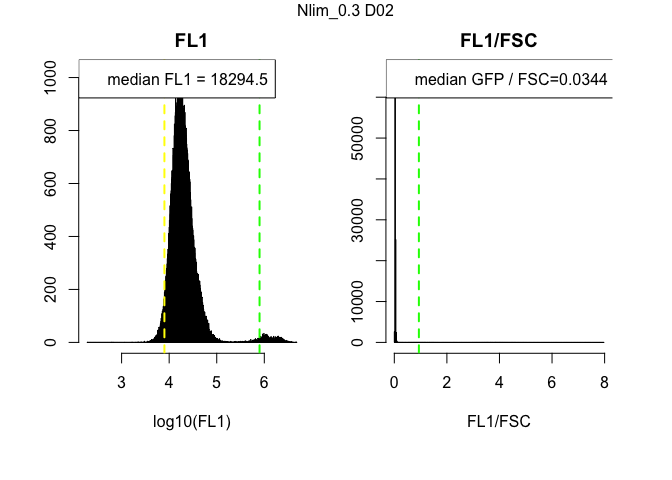 Nlim_0.3 D02
FL1
median FL1 = 18294.5
0
200
400
600
800
1000
3
4
5
6
log10(FL1)
FL1/FSC
median GFP / FSC=0.0344
0
10000
30000
50000
0
2
4
6
8
FL1/FSC